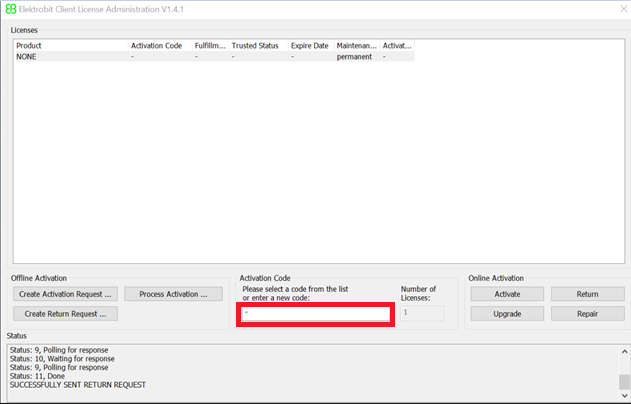 EB Elektrobit Client License Administration V1.4.1
Licenses
Product Activation Code Fulfillm... Trusted Status Expire Date Maintenan... Activat...
NONE - - - - permanent -
Offline Activation
Create Activation Request ... Process Activation ...
Create Return Request ...
Activation Code
Please select a code from the list
or enter a new code:
-
Number of
Licenses:
1
Online Activation
Activate Return
Upgrade Repair
Status
Status: 9, Polling for response
Status: 10, Waiting for response
Status: 9, Polling for response
Status: 11, Done
SUCCESSFULLY SENT RETURN REQUEST